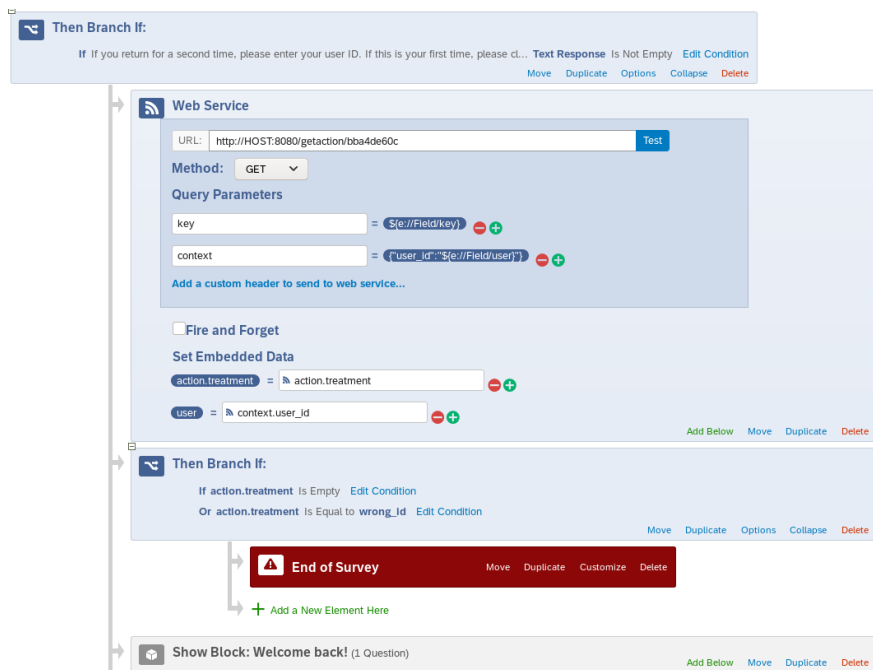 Then Branch If:
If If you return for a second time, please enter your user ID. If this is your first time, please cl... Text Response Is Not Empty Edit Condition
Move Duplicate Options Collapse Delete
Web Service
URL: http://HOST:8080/getaction/bba4de60c Test
Method: GET
Query Parameters
key = ${e://Field/key}
context = {"user_id":"${e://Field/user}"}
Add a custom header to send to web service...
Fire and Forget
Set Embedded Data
action.treatment = action.treatment
user = context.user_id
Add Below Move Duplicate Delete
Then Branch If:
If action.treatment Is Empty Edit Condition
Or action.treatment Is Equal to wrong_id Edit Condition
Move Duplicate Options Collapse Delete
End of Survey Move Duplicate Customize Delete
Add a New Element Here
Show Block: Welcome back! (1 Question)
Add Below Move Duplicate Delete